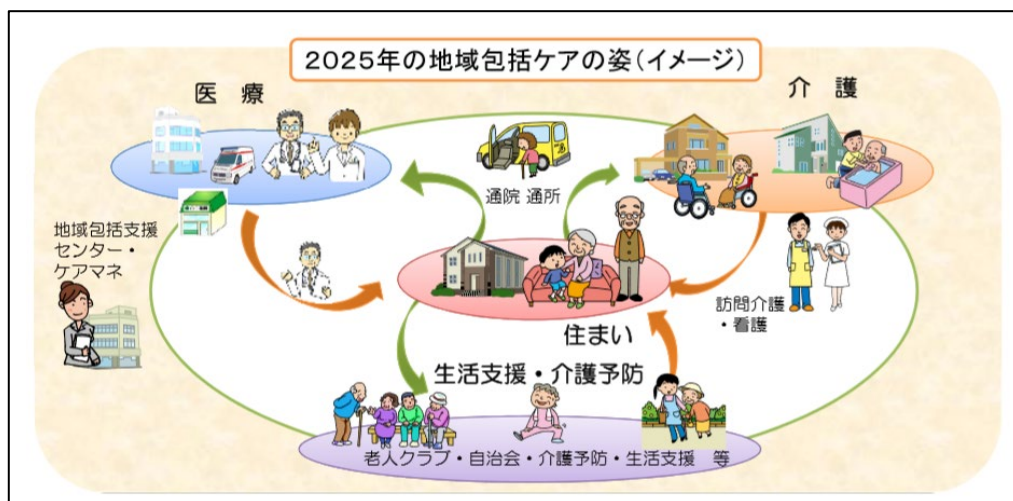 2025年の地域包括ケアの姿(イメージ)
医 療
介 護
通院 通所
地域包括支援
センター・
ケアマネ
訪問介護
・看護
住まい
生活支援・介護予防
老人クラブ・自治会・介護予防・生活支援 等